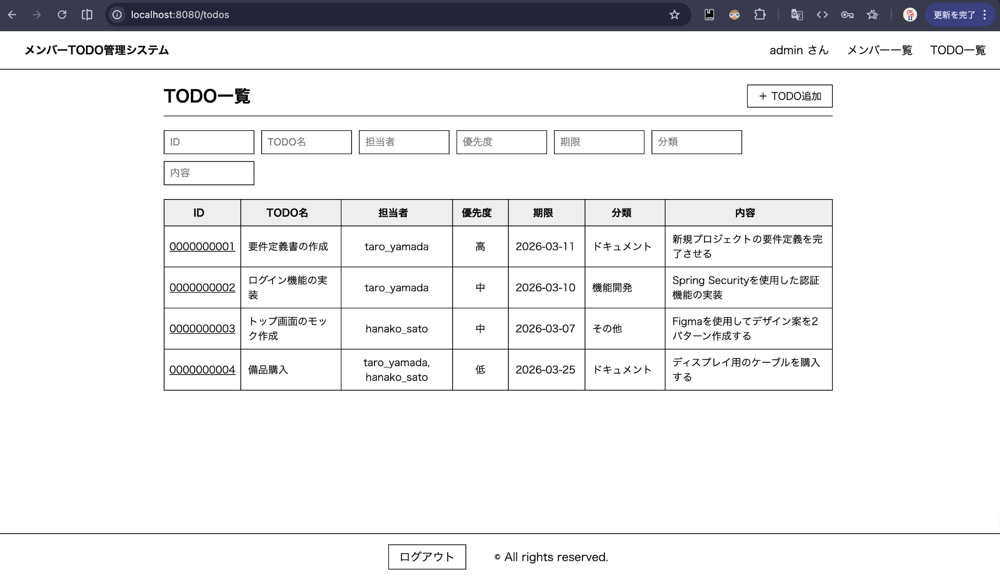 localhost:8080/todos
更新を完了
メンバーTODO管理システム
admin さん メンバー一覧 TODO一覧
TODO一覧
＋ TODO追加
ID TODO名 担当者 優先度 期限 分類
内容
ID TODO名 担当者 優先度 期限 分類 内容
0000000001 要件定義書の作成 taro_yamada 高 2026-03-11 ドキュメント 新規プロジェクトの要件定義を完
了させる
0000000002 ログイン機能の実
装 taro_yamada 中 2026-03-10 機能開発 Spring Securityを使用した認証
機能の実装
0000000003 トップ画面のモッ
ク作成 hanako_sato 中 2026-03-07 その他 Figmaを使用してデザイン案を2
パターン作成する
0000000004 備品購入 taro_yamada,
hanako_sato 低 2026-03-25 ドキュメント ディスプレイ用のケーブルを購入
する
ログアウト © All rights reserved.